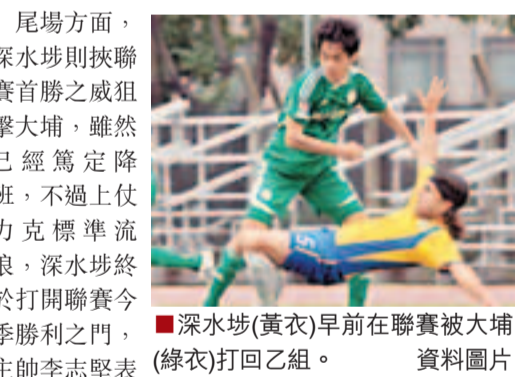 尾場方面，
深水埗則挾聯
賽首勝之威狙
擊大埔，雖然
已經篤定降
班，不過上仗
力克標準流
浪，深水埗終
於打開聯賽今
季勝利之門，
主帥李志堅表
■深水埗(黃衣)早前在聯賽被大埔
(綠衣)打回乙組。 資料圖片